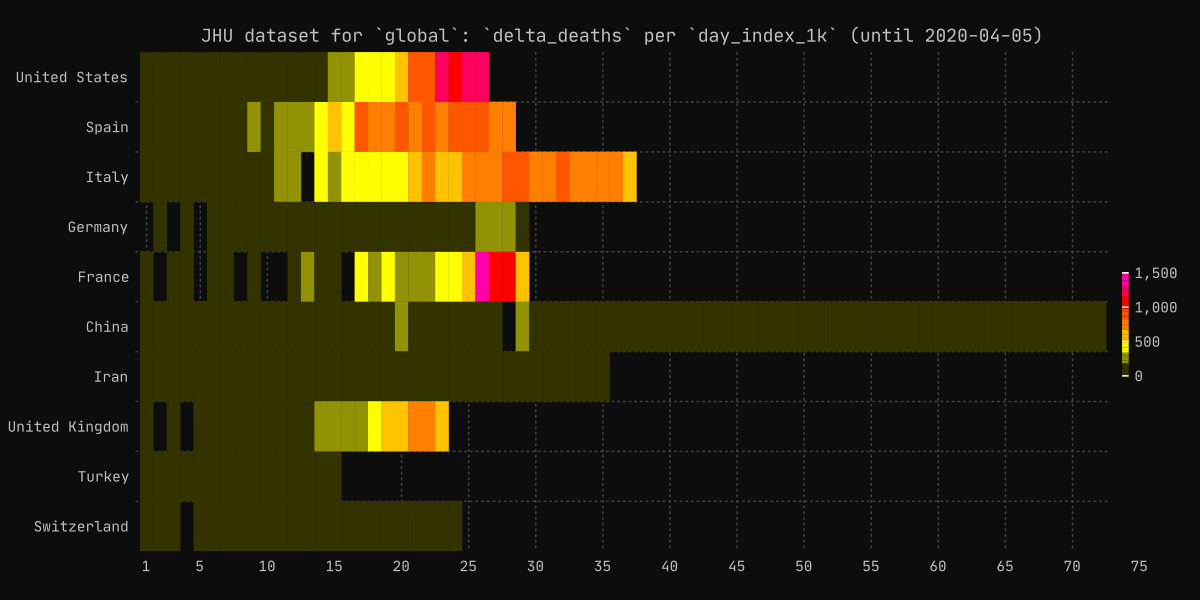 JHU dataset for `global`: `delta_deaths` per `day_index_1k` (until 2020-04-05)
United States
Spain
Italy
Germany
France
China
Iran
United Kingdom
Turkey
Switzerland
1 5 10 15 20 25 30 35 40 45 50 55 60 65 70 75
1,500
1,000
500
0